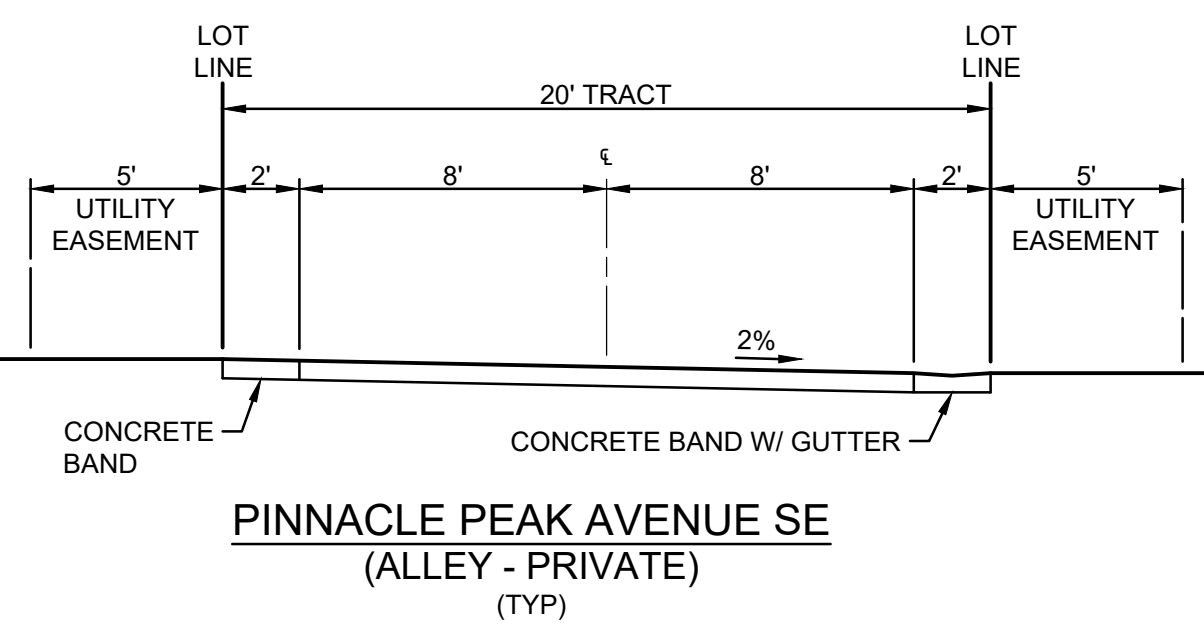 LOT
LINE
LOT
LINE
20' TRACT
℄
5'
2'
8'
8'
2'
5'
UTILITY
EASEMENT
UTILITY
EASEMENT
2%
CONCRETE
BAND
CONCRETE BAND W/ GUTTER
PINNACLE PEAK AVENUE SE
(ALLEY - PRIVATE)
(TYP)